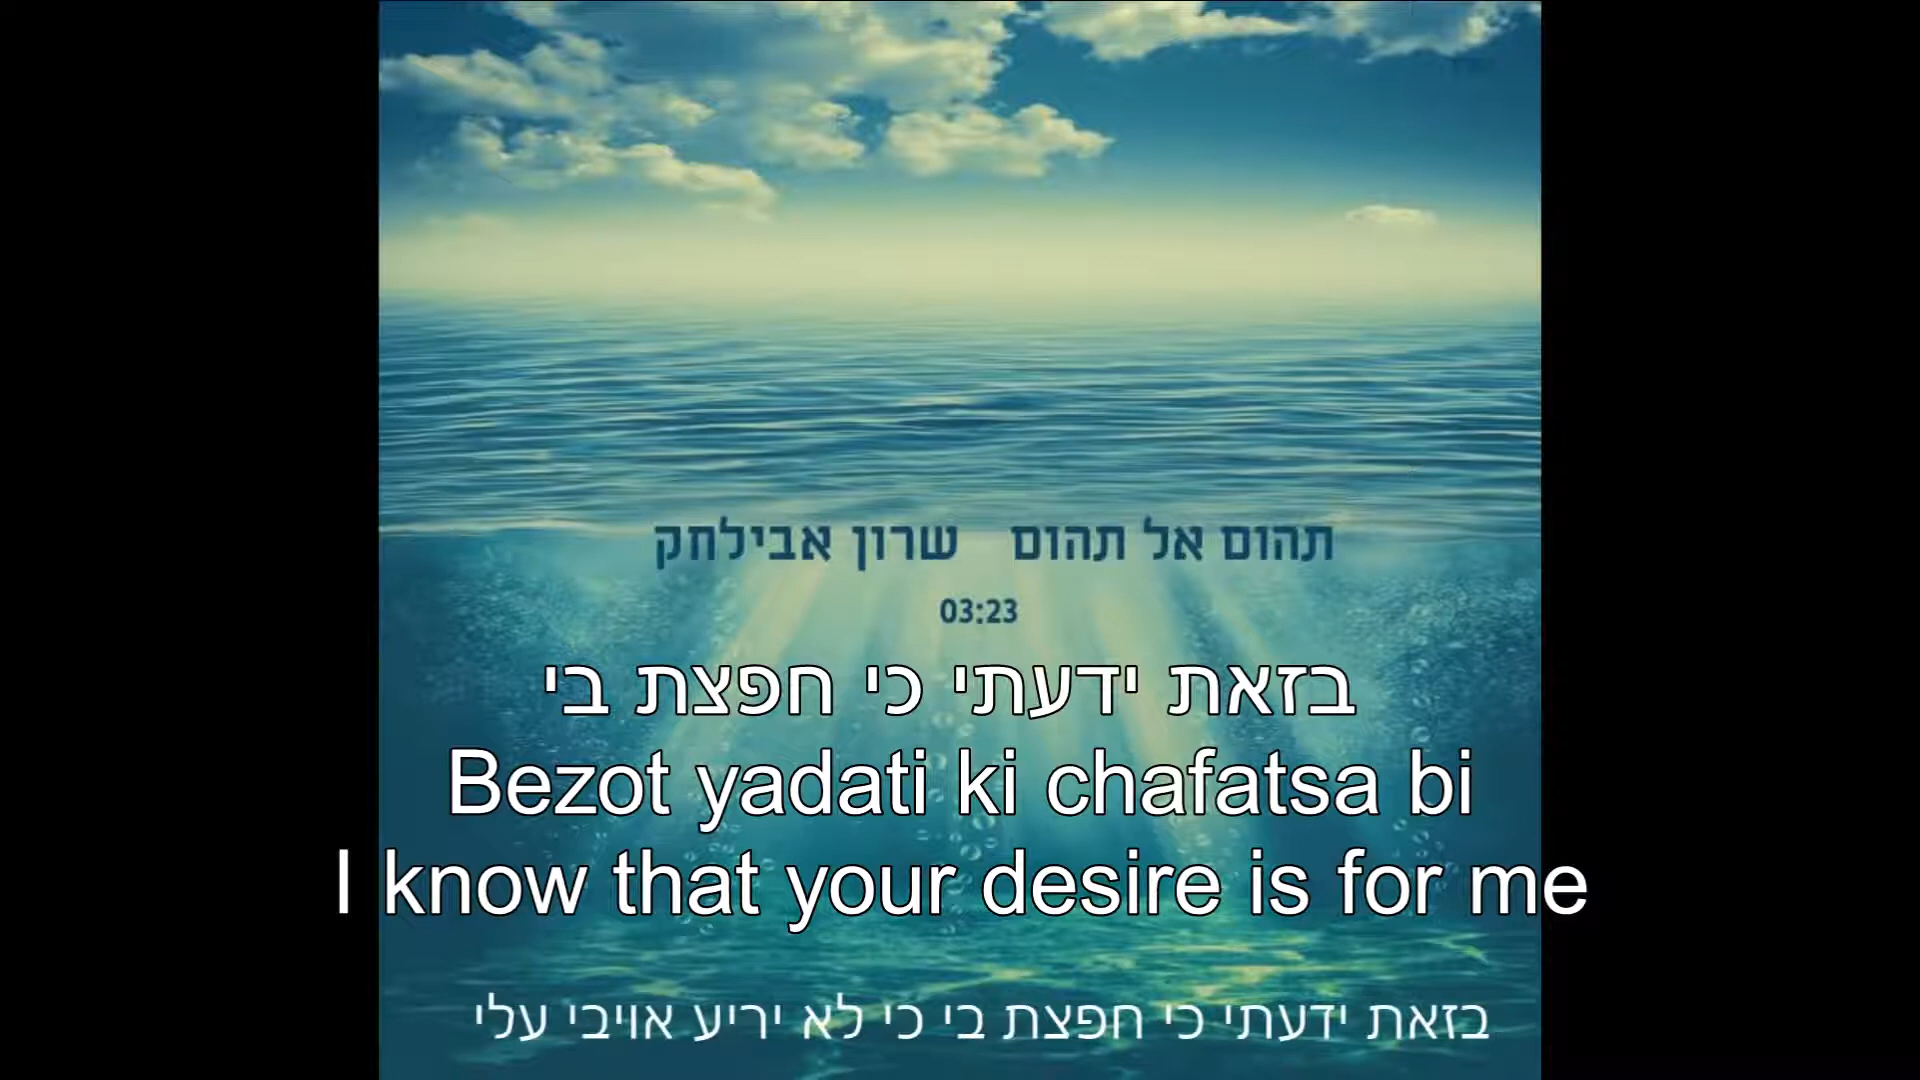 תהום אל תהום שרון אבילחק
03:23
בזאת ידעתי כי חפצת בי
Bezot yadati ki chafatsa bi
I know that your desire is for me
בזאת ידעתי כי חפצת בי כי לא יריע אויבי עלי